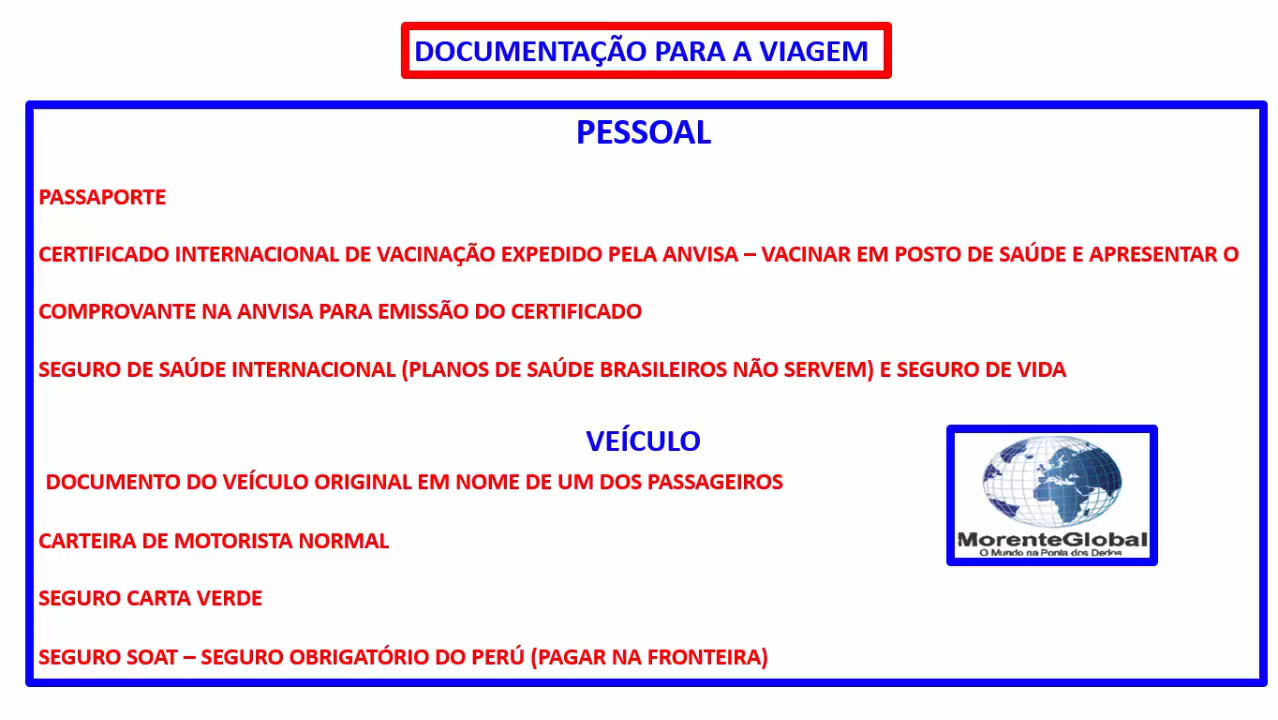 DOCUMENTAÇÃO PARA A VIAGEM
PESSOAL
PASSAPORTE
CERTIFICADO INTERNACIONAL DE VACINAÇÃO EXPEDIDO PELA ANVISA – VACINAR EM POSTO DE SAÚDE E APRESENTAR O
COMPROVANTE NA ANVISA PARA EMISSÃO DO CERTIFICADO
SEGURO DE SAÚDE INTERNACIONAL (PLANOS DE SAÚDE BRASILEIROS NÃO SERVEM) E SEGURO DE VIDA
VEÍCULO
DOCUMENTO DO VEÍCULO ORIGINAL EM NOME DE UM DOS PASSAGEIROS
CARTEIRA DE MOTORISTA NORMAL
SEGURO CARTA VERDE
SEGURO SOAT – SEGURO OBRIGATÓRIO DO PERÚ (PAGAR NA FRONTEIRA)
MorenteGlobal
O Mundo na Ponta dos Dedos